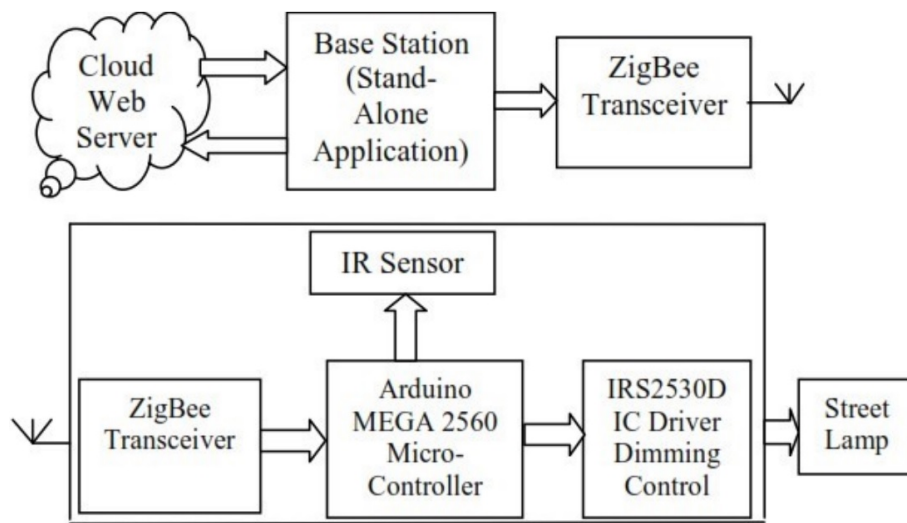 Cloud
Web
Server
Base Station
(Stand-
Alone
Application)
ZigBee
Transceiver
IR Sensor
ZigBee
Transceiver
Arduino
MEGA 2560
Micro-
Controller
IRS2530D
IC Driver
Dimming
Control
Street
Lamp